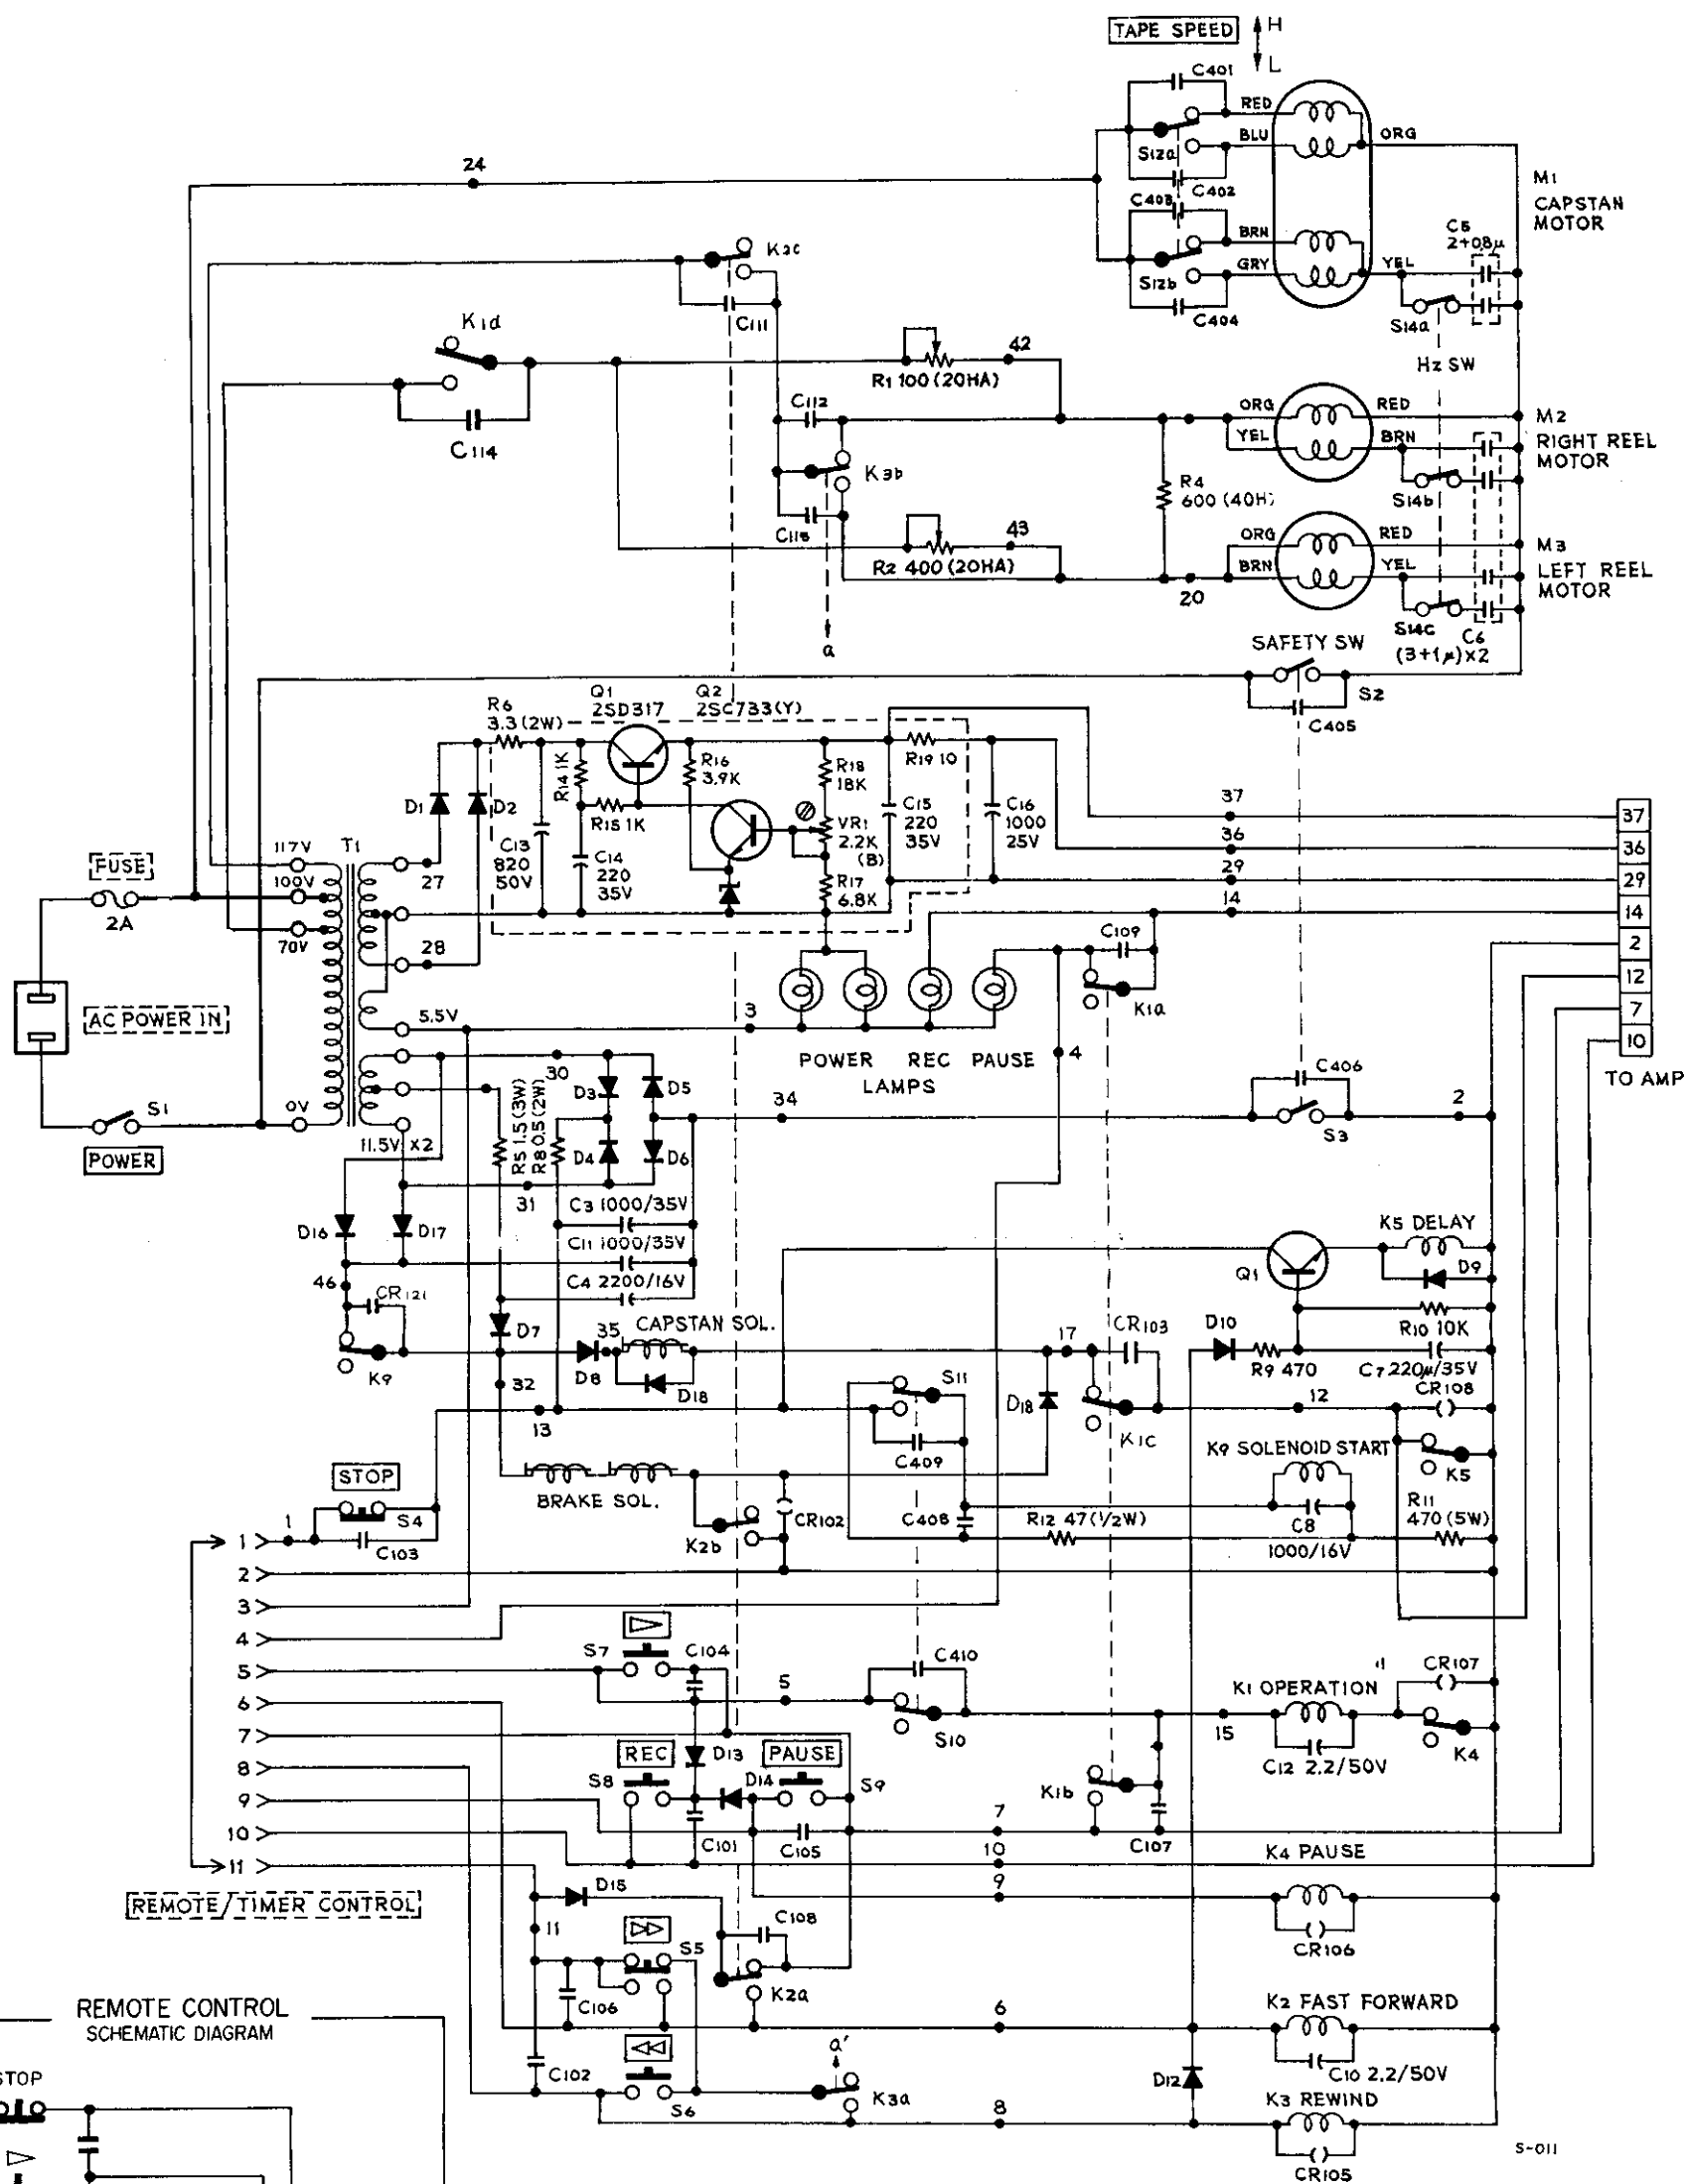 TAPE SPEED
H
L
C401
RED
BLU
ORG
S12a
C402
C403
BRN
GRY
YEL
S12b
C404
M1
CAPSTAN
MOTOR
C5
2+0.8μ
S14a
Hz SW
24
K2c
C111
K1d
C114
42
R1 100 (20HA)
C112
K3b
C115
43
R2 400 (20HA)
a
R4
600 (40H)
20
ORG
YEL
RED
BRN
M2
RIGHT REEL
MOTOR
S14b
ORG
BRN
RED
YEL
M3
LEFT REEL
MOTOR
S14c
C6
(3+1μ)x2
SAFETY SW
S2
C405
R6
3.3 (2W)
Q1
2SD317
Q2
2SC733(Y)
R14 1K
R15 1K
R16
3.9K
R18
18K
VR1
2.2K
(B)
R17
6.8K
R19 10
C13
820
50V
C14
220
35V
C15
220
35V
C16
1000
25V
D1
D2
T1
117V
100V
70V
0V
27
28
5.5V
11.5V x2
FUSE
2A
AC POWER IN
S1
POWER
37
36
29
14
37
36
29
14
2
12
7
10
TO AMP
C109
K1a
3
4
POWER REC PAUSE
LAMPS
30
D3
D5
D4
D6
R5 1.5 (3W)
R8 0.5 (2W)
31
34
C406
S3
2
C3 1000/35V
C11 1000/35V
C4 2200/16V
D16
D17
46
CR121
K9
D7
32
35
D8
CAPSTAN SOL.
D18
13
BRAKE SOL.
K2b
CR102
S11
C409
C408
17
CR103
D18
K1c
12
K5 DELAY
D9
Q1
R10 10K
D10
R9 470
C7 220μ/35V
CR108
K5
K9 SOLENOID START
C8
1000/16V
R11
470 (5W)
R12 47 (1/2W)
STOP
S4
C103
1
1
2
3
4
5
6
7
8
9
10
11
REMOTE/TIMER CONTROL
S7
C104
5
C410
S10
15
K1 OPERATION
C12 2.2/50V
CR107
K4
REC
S8
D13
D14
PAUSE
S9
C101
C105
K1b
C107
7
10
9
K4 PAUSE
CR106
D15
11
S5
C108
K2a
C106
6
K2 FAST FORWARD
C10 2.2/50V
C102
S6
a'
K3a
8
D12
K3 REWIND
CR105
S-011
REMOTE CONTROL
SCHEMATIC DIAGRAM
STOP